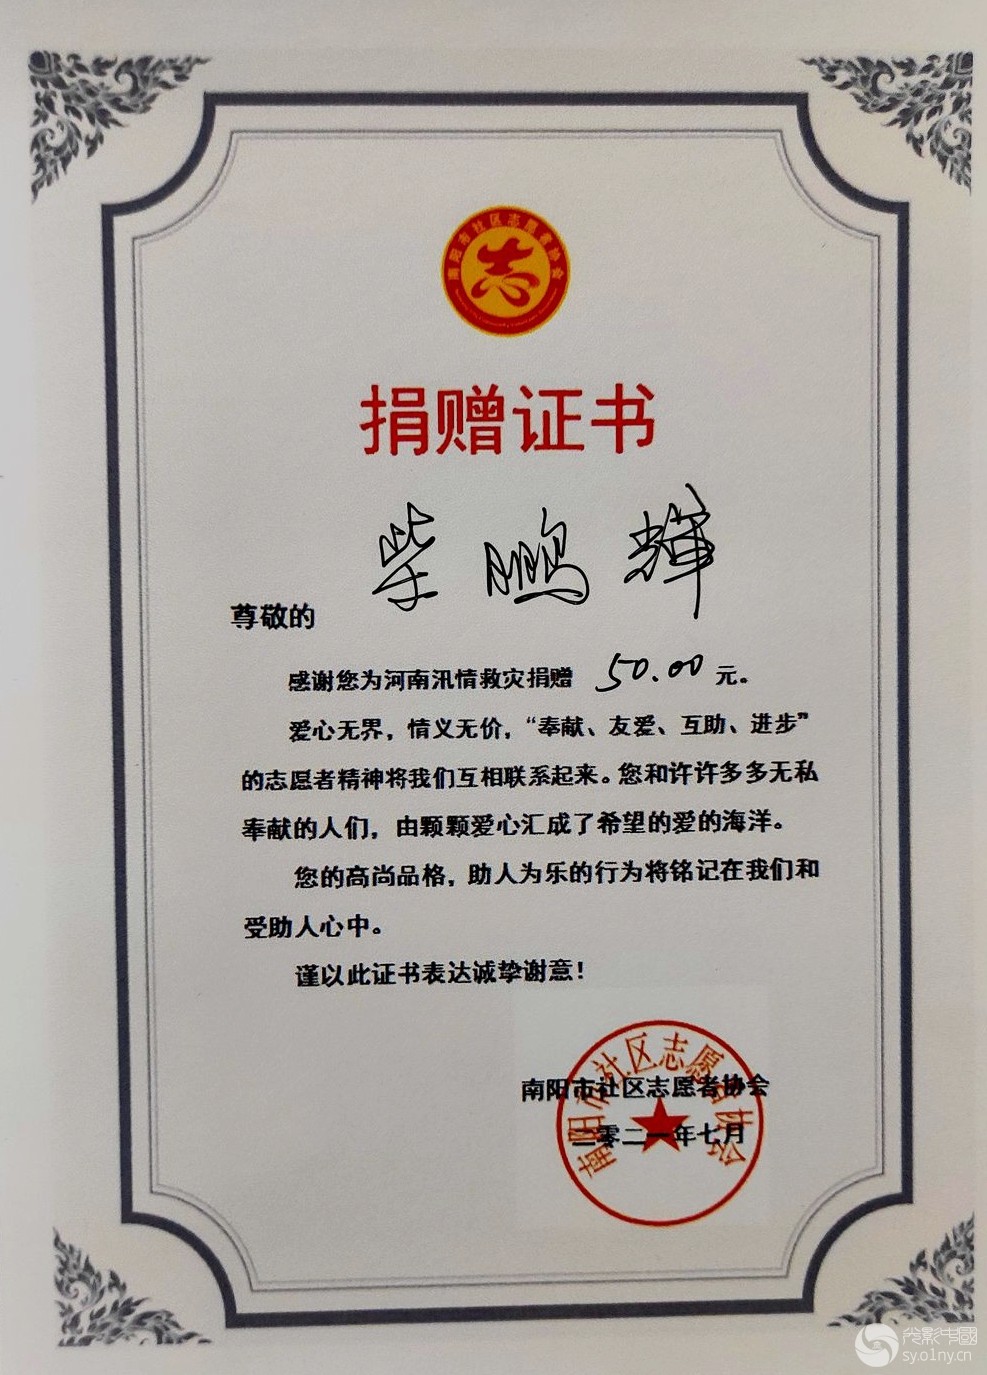 南阳市社区志愿者协会
志
捐赠证书
柴鹏辉
尊敬的
感谢您为河南汛情救灾捐赠 50.00 元。
爱心无界，情义无价，“奉献、友爱、互助、进步”
的志愿者精神将我们互相联系起来。您和许许多多无私
奉献的人们，由颗颗爱心汇成了希望的爱的海洋。
您的高尚品格，助人为乐的行为将铭记在我们和
受助人心中。
谨以此证书表达诚挚谢意！
南阳市社区志愿者协会
二零二一年七月
南阳市社区志愿者协会
光影中國
sy.o1ny.cn